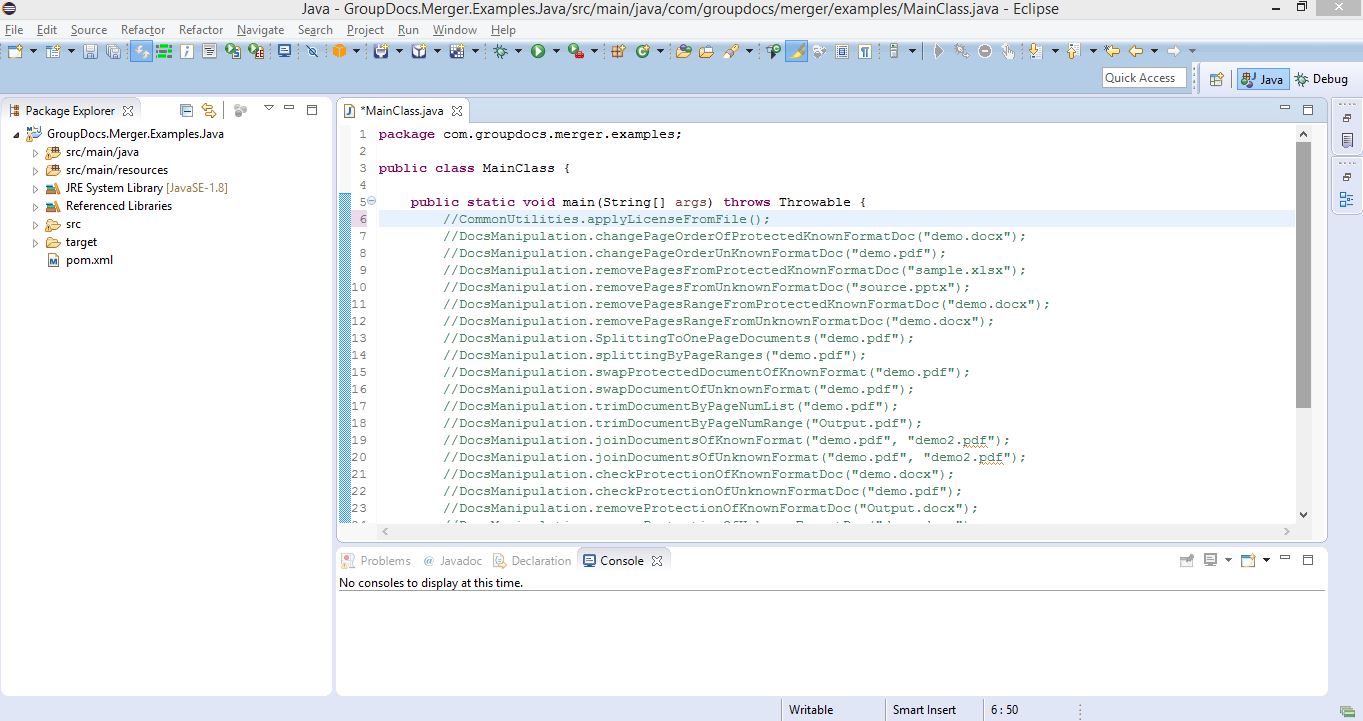 Java - GroupDocs.Merger.Examples.Java/src/main/java/com/groupdocs/merger/examples/MainClass.java - Eclipse
File Edit Source Refactor Refactor Navigate Search Project Run Window Help
Quick Access
Java
Debug
Package Explorer
GroupDocs.Merger.Examples.Java
src/main/java
src/main/resources
JRE System Library [JavaSE-1.8]
Referenced Libraries
src
target
pom.xml
*MainClass.java
1 package com.groupdocs.merger.examples;
2
3 public class MainClass {
4
5 public static void main(String[] args) throws Throwable {
6 //CommonUtilities.applyLicenseFromFile();
7 //DocsManipulation.changePageOrderOfProtectedKnownFormatDoc("demo.docx");
8 //DocsManipulation.changePageOrderUnKnownFormatDoc("demo.pdf");
9 //DocsManipulation.removePagesFromProtectedKnownFormatDoc("sample.xlsx");
10 //DocsManipulation.removePagesFromUnknownFormatDoc("source.pptx");
11 //DocsManipulation.removePagesRangeFromProtectedKnownFormatDoc("demo.docx");
12 //DocsManipulation.removePagesRangeFromUnknownFormatDoc("demo.docx");
13 //DocsManipulation.SplittingToOnePageDocuments("demo.pdf");
14 //DocsManipulation.splittingByPageRanges("demo.pdf");
15 //DocsManipulation.swapProtectedDocumentOfKnownFormat("demo.pdf");
16 //DocsManipulation.swapDocumentOfUnknownFormat("demo.pdf");
17 //DocsManipulation.trimDocumentByPageNumList("demo.pdf");
18 //DocsManipulation.trimDocumentByPageNumRange("Output.pdf");
19 //DocsManipulation.joinDocumentsOfKnownFormat("demo.pdf", "demo2.pdf");
20 //DocsManipulation.joinDocumentsOfUnknownFormat("demo.pdf", "demo2.pdf");
21 //DocsManipulation.checkProtectionOfKnownFormatDoc("demo.docx");
22 //DocsManipulation.checkProtectionOfUnknownFormatDoc("demo.pdf");
23 //DocsManipulation.removeProtectionOfKnownFormatDoc("Output.docx");
Problems @ Javadoc Declaration Console
No consoles to display at this time.
Writable Smart Insert 6 : 50